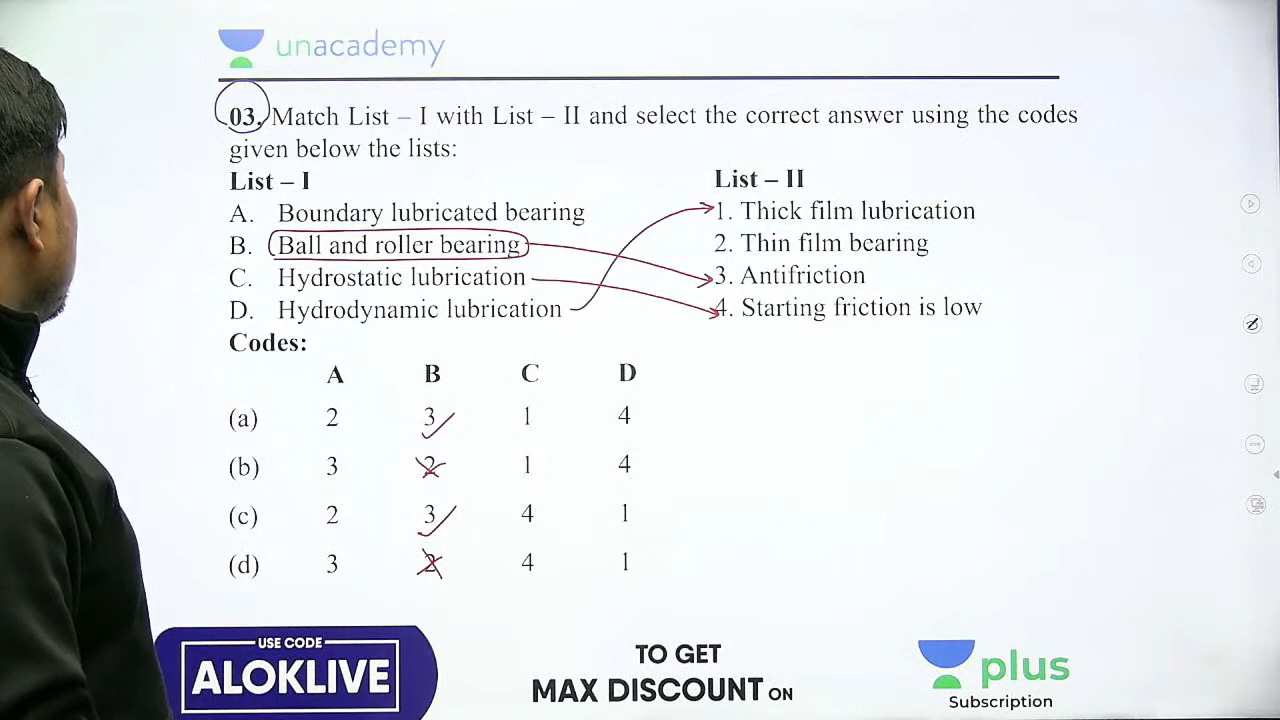 unacademy
03. Match List – I with List – II and select the correct answer using the codes
given below the lists:
List – I
List – II
A. Boundary lubricated bearing
1. Thick film lubrication
B. Ball and roller bearing
2. Thin film bearing
C. Hydrostatic lubrication
3. Antifriction
D. Hydrodynamic lubrication
4. Starting friction is low
Codes:
A B C D
(a) 2 3 1 4
(b) 3 2 1 4
(c) 2 3 4 1
(d) 3 2 4 1
USE CODE
ALOKLIVE
TO GET
MAX DISCOUNT ON
plus
Subscription